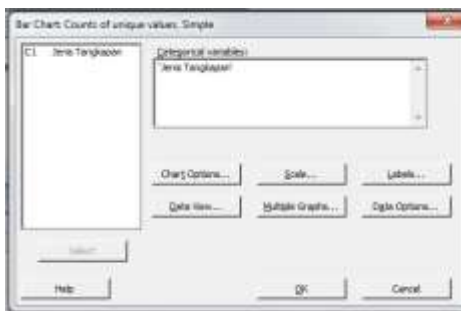 Bar Chart: Counts of unique values, Simple
C1 Jenis Tangkapan
Categorical variables:
'Jenis Tangkapan'
Chart Options...
Scale...
Labels...
Data View...
Multiple Graphs...
Data Options...
Select
Help
OK
Cancel